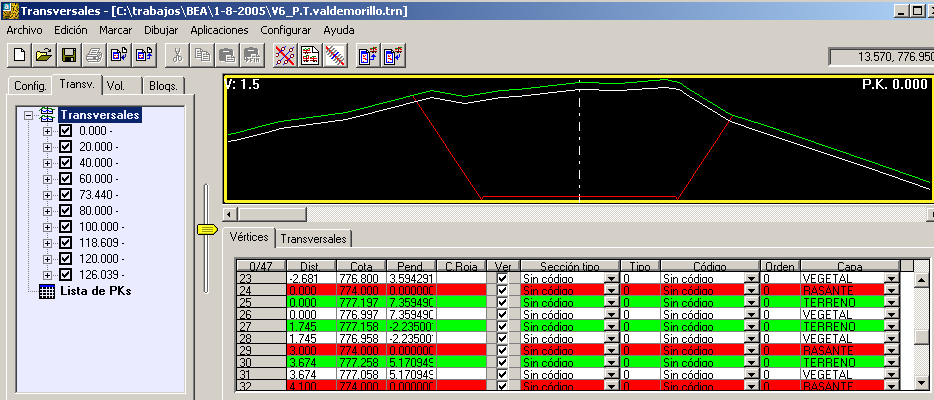 Transversales - [C:\trabajos\BEA\1-8-2005\V6_P.T.valdemorillo.trn]
Archivo Edición Marcar Dibujar Aplicaciones Configurar Ayuda
13.570, 776.950
Config. Transv. Vol. Bloqs.
V: 1.5 P.K. 0.000
Transversales
0.000 -
20.000 -
40.000 -
60.000 -
73.440 -
80.000 -
100.000 -
118.609 -
120.000 -
126.039 -
Lista de PKs
Vértices Transversales
0/47 Dist. Cota Pend. C.Roja Ver Sección tipo Tipo Código Orden Capa
23 -2.681 776.800 3.594291 Sin código 0 Sin código 0 VEGETAL
24 0.000 774.000 0.000000 Sin código 0 Sin código 0 RASANTE
25 0.000 777.197 7.359490 Sin código 0 Sin código 0 TERRENO
26 0.000 776.997 7.359490 Sin código 0 Sin código 0 VEGETAL
27 1.745 777.158 -2.23500 Sin código 0 Sin código 0 TERRENO
28 1.745 776.958 -2.23500 Sin código 0 Sin código 0 VEGETAL
29 3.000 774.000 0.000000 Sin código 0 Sin código 0 RASANTE
30 3.674 777.258 5.170949 Sin código 0 Sin código 0 TERRENO
31 3.674 777.058 5.170949 Sin código 0 Sin código 0 VEGETAL
32 4.100 774.000 0.000000 Sin código 0 Sin código 0 RASANTE